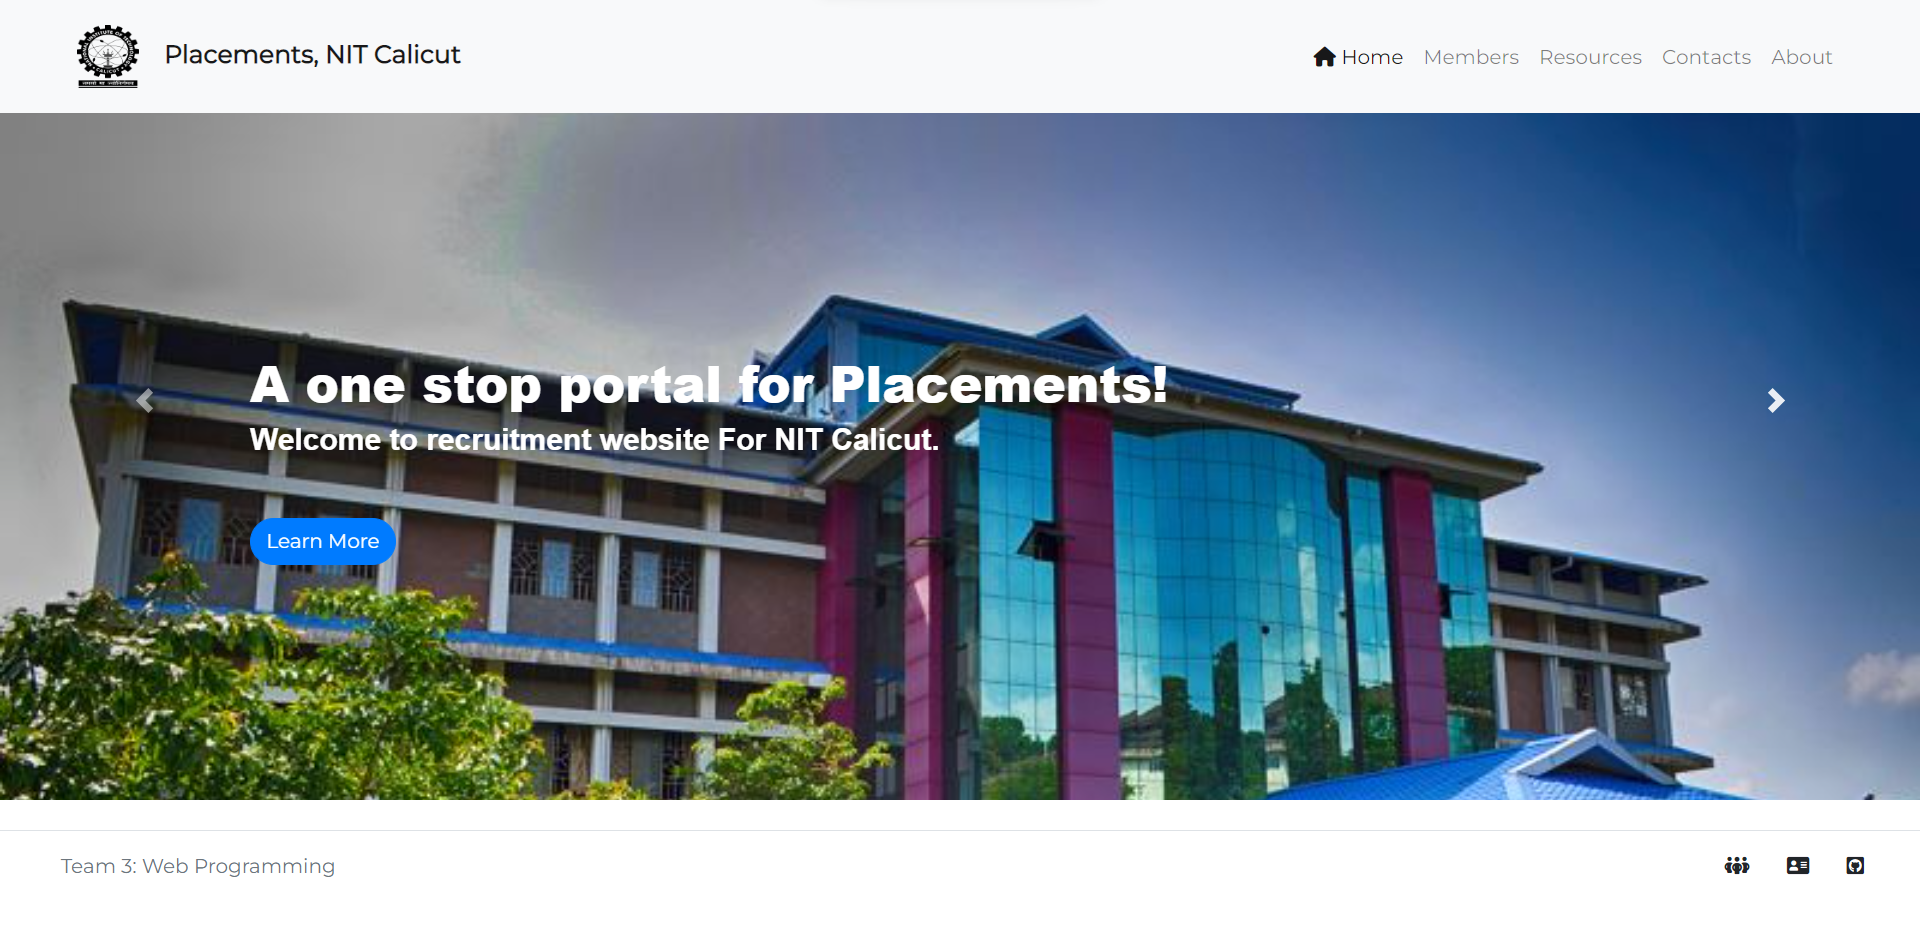 Placements, NIT Calicut
Home Members Resources Contacts About
A one stop portal for Placements!
Welcome to recruitment website For NIT Calicut.
Learn More
Team 3: Web Programming